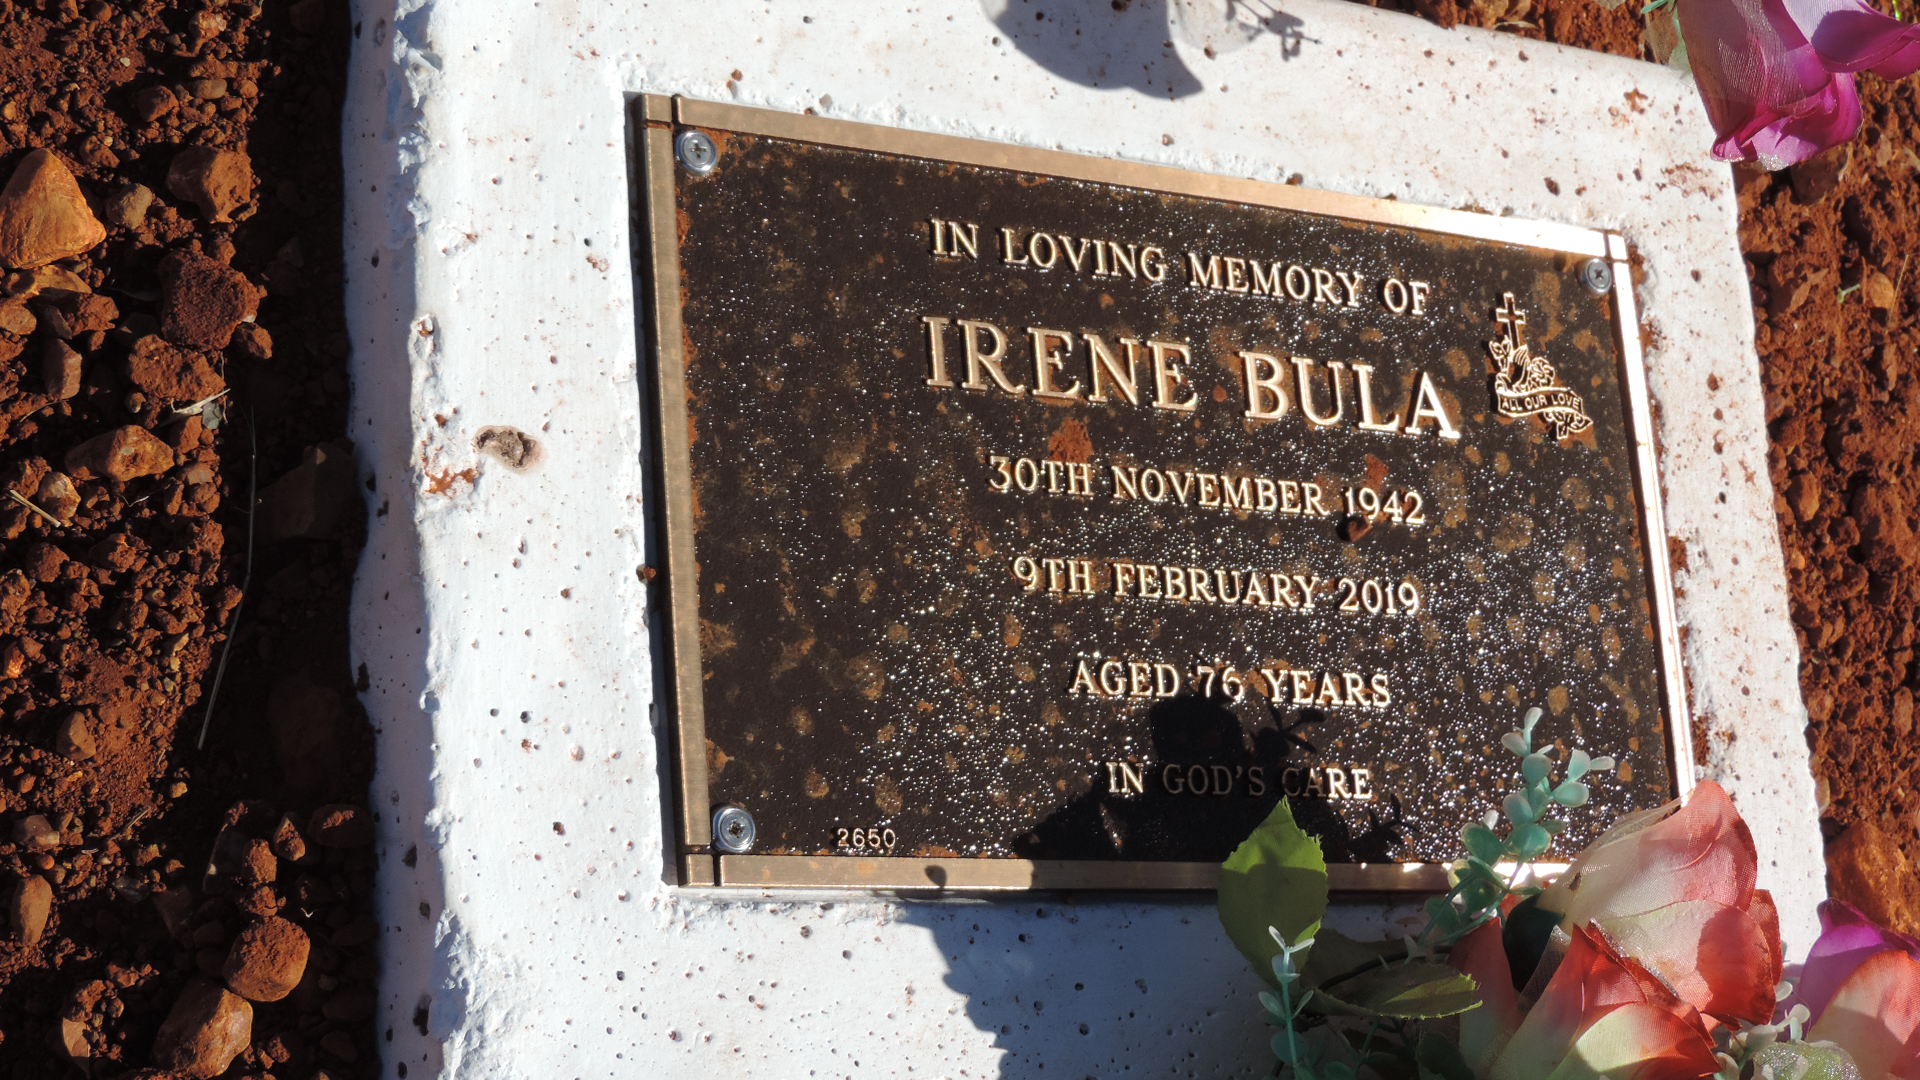 IN LOVING MEMORY OF
IRENE BULA
ALL OUR LOVE
30TH NOVEMBER 1942
9TH FEBRUARY 2019
AGED 76 YEARS
IN GOD'S CARE
2650